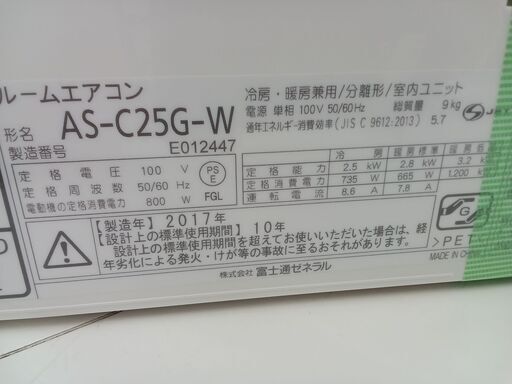 ルームエアコン
冷房・暖房兼用/分離形/室内ユニット
形名 AS-C25G-W
電源 単相 100V 50/60Hz 総質量 9kg
通年エネルギー消費効率(JIS C 9612:2013) 5.7
製造番号 E012447
定格電圧 100 V
定格周波数 50/60 Hz
電動機の定格消費電力 800 W
PS
E
FGL
冷房 暖房標準 暖房
定格能力 2.5 kW 2.8 kW 3.2
定格消費電力 735 W 665 W 1,200
運転電流 8.6 A 7.8 A
【製造年】2017年
【設計上の標準使用期間】10年
設計上の標準使用期間を超えてお使いいただいた場合は、経
年劣化による発火・けが等の事故に至るおそれがあります。
>PET
MADE IN CHINA
株式会社 富士通ゼネラル